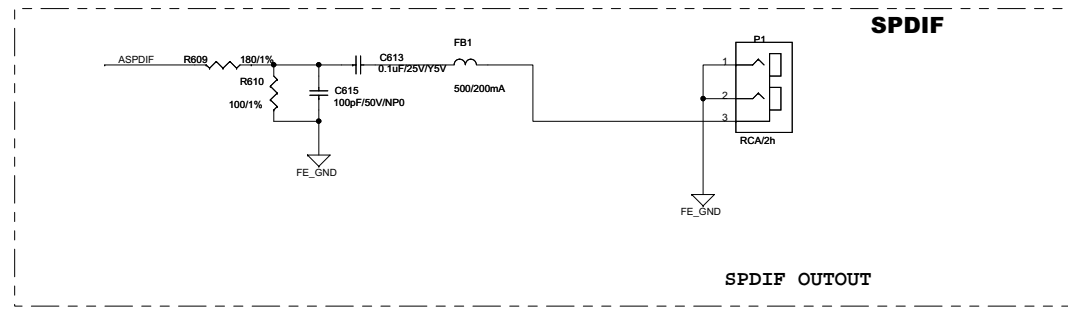 SPDIF
P1
FB1
ASPDIF
R609
180/1%
C613
0.1uF/25V/Y5V
1
R610
100/1%
C615
100pF/50V/NP0
500/200mA
2
3
RCA/2h
FE_GND
FE_GND
SPDIF OUTOUT